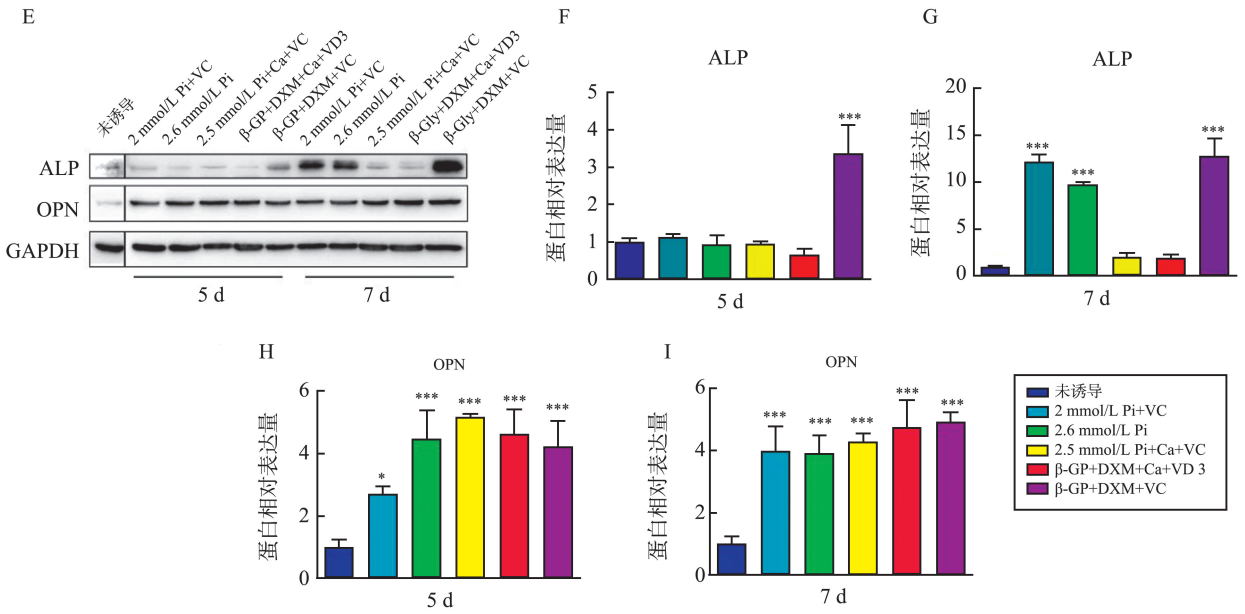 E
未诱导
2 mmol/L Pi+VC
2.6 mmol/L Pi
2.5 mmol/L Pi+Ca+VC
β-GP+DXM+Ca+VD3
β-GP+DXM+VC
2 mmol/L Pi+VC
2.6 mmol/L Pi
2.5 mmol/L Pi+Ca+VC
β-Gly+DXM+Ca+VD3
β-Gly+DXM+VC
ALP
OPN
GAPDH
5 d
7 d
F
ALP
蛋白相对表达量
5
4
3
2
1
0
***
5 d
G
ALP
蛋白相对表达量
20
15
10
5
0
***
***
***
7 d
H
OPN
蛋白相对表达量
6
4
2
0
*
***
***
***
***
5 d
I
OPN
蛋白相对表达量
6
4
2
0
***
***
***
***
***
7 d
未诱导
2 mmol/L Pi+VC
2.6 mmol/L Pi
2.5 mmol/L Pi+Ca+VC
β-GP+DXM+Ca+VD 3
β-GP+DXM+VC